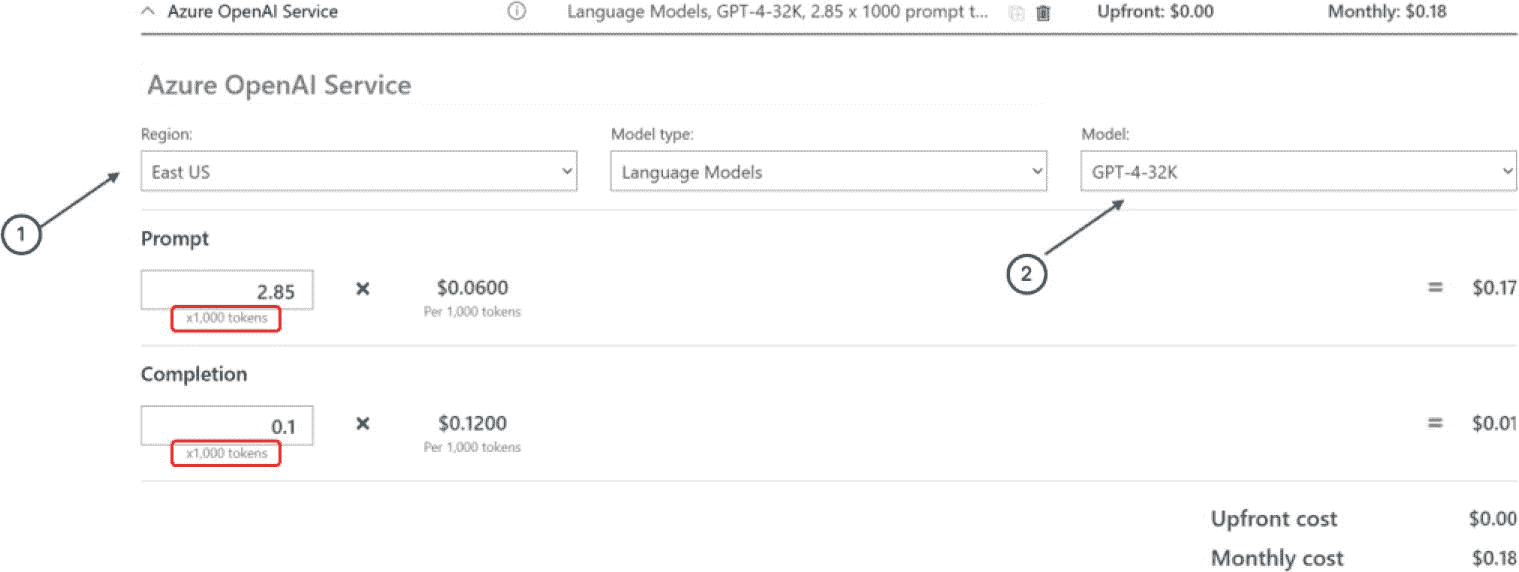 Azure OpenAI Service Language Models, GPT-4-32K, 2.85 x 1000 prompt t... Upfront: $0.00 Monthly: $0.18
Azure OpenAI Service
Region: Model type: Model:
East US Language Models GPT-4-32K
1
Prompt
2
2.85 × $0.0600 = $0.17
x1,000 tokens Per 1,000 tokens
Completion
0.1 × $0.1200 = $0.01
x1,000 tokens Per 1,000 tokens
Upfront cost $0.00
Monthly cost $0.18